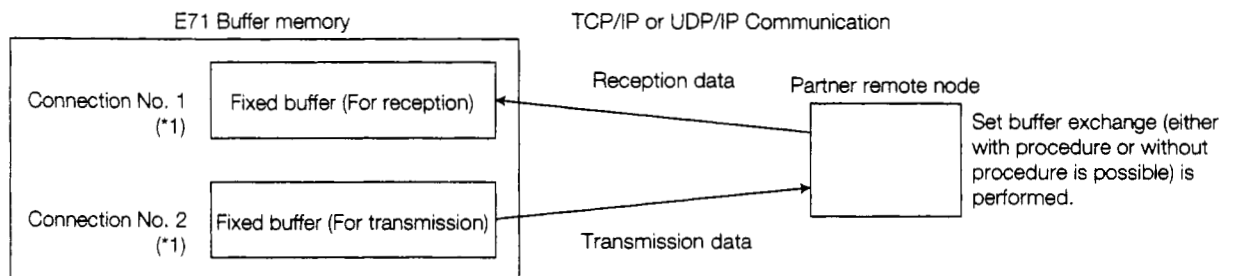 E71 Buffer memory
TCP/IP or UDP/IP Communication
Connection No. 1
(*1)
Fixed buffer (For reception)
Reception data
Partner remote node
Set buffer exchange (either
with procedure or without
procedure is possible) is
performed.
Connection No. 2
(*1)
Fixed buffer (For transmission)
Transmission data